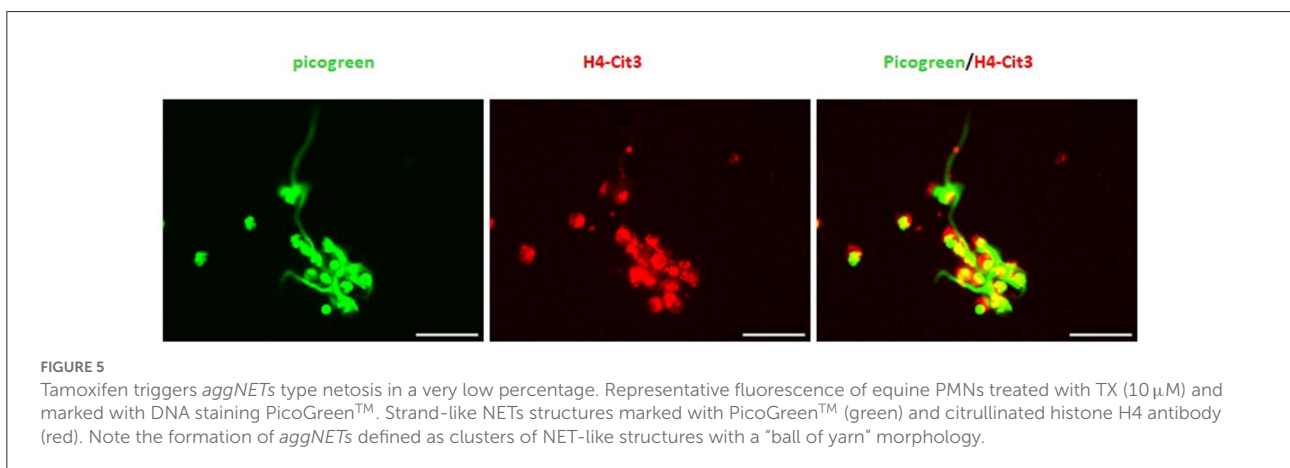 picogreen
H4-Cit3
Picogreen/H4-Cit3
FIGURE 5
Tamoxifen triggers aggNETs type netosis in a very low percentage. Representative fluorescence of equine PMNs treated with TX (10 μM) and
marked with DNA staining PicoGreen™. Strand-like NETs structures marked with PicoGreen™ (green) and citrullinated histone H4 antibody
(red). Note the formation of aggNETs defined as clusters of NET-like structures with a “ball of yarn” morphology.